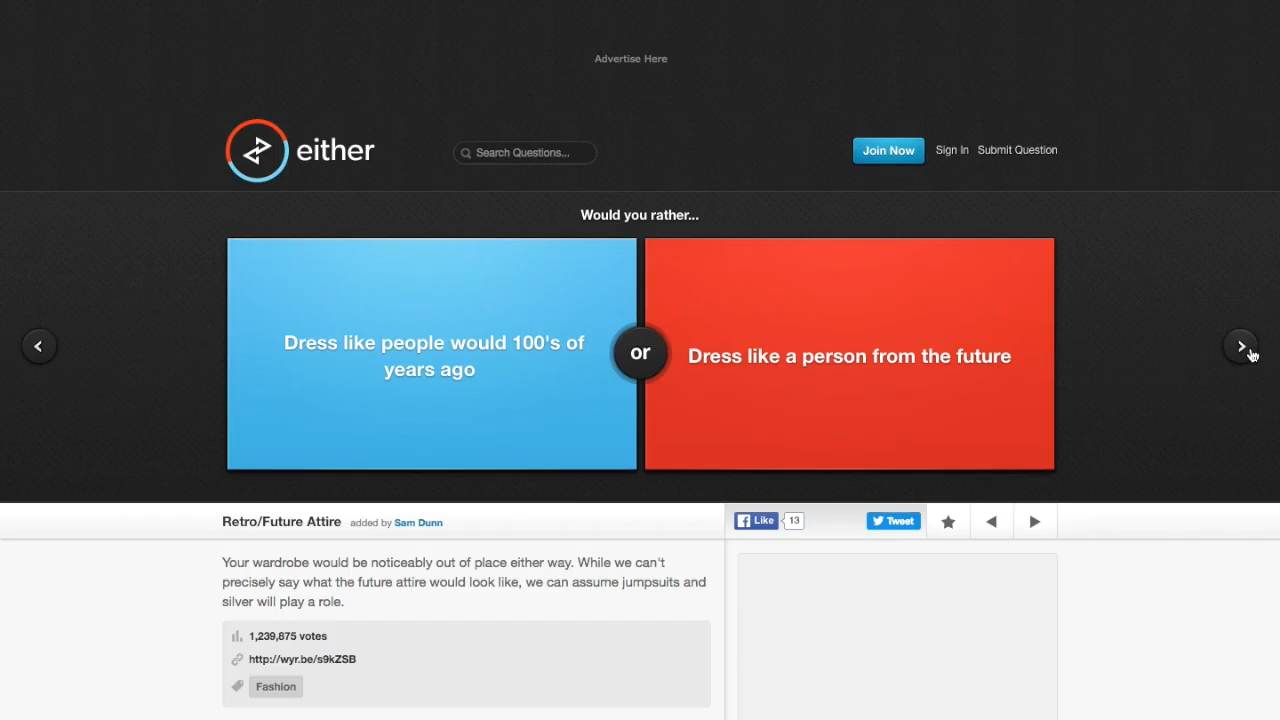 Advertise Here
either
Search Questions...
Join Now
Sign In
Submit Question
Would you rather...
Dress like people would 100's of
years ago
or
Dress like a person from the future
Retro/Future Attire added by Sam Dunn
Like
13
Tweet
Your wardrobe would be noticeably out of place either way. While we can't
precisely say what the future attire would look like, we can assume jumpsuits and
silver will play a role.
1,239,875 votes
http://wyr.be/s9kZSB
Fashion